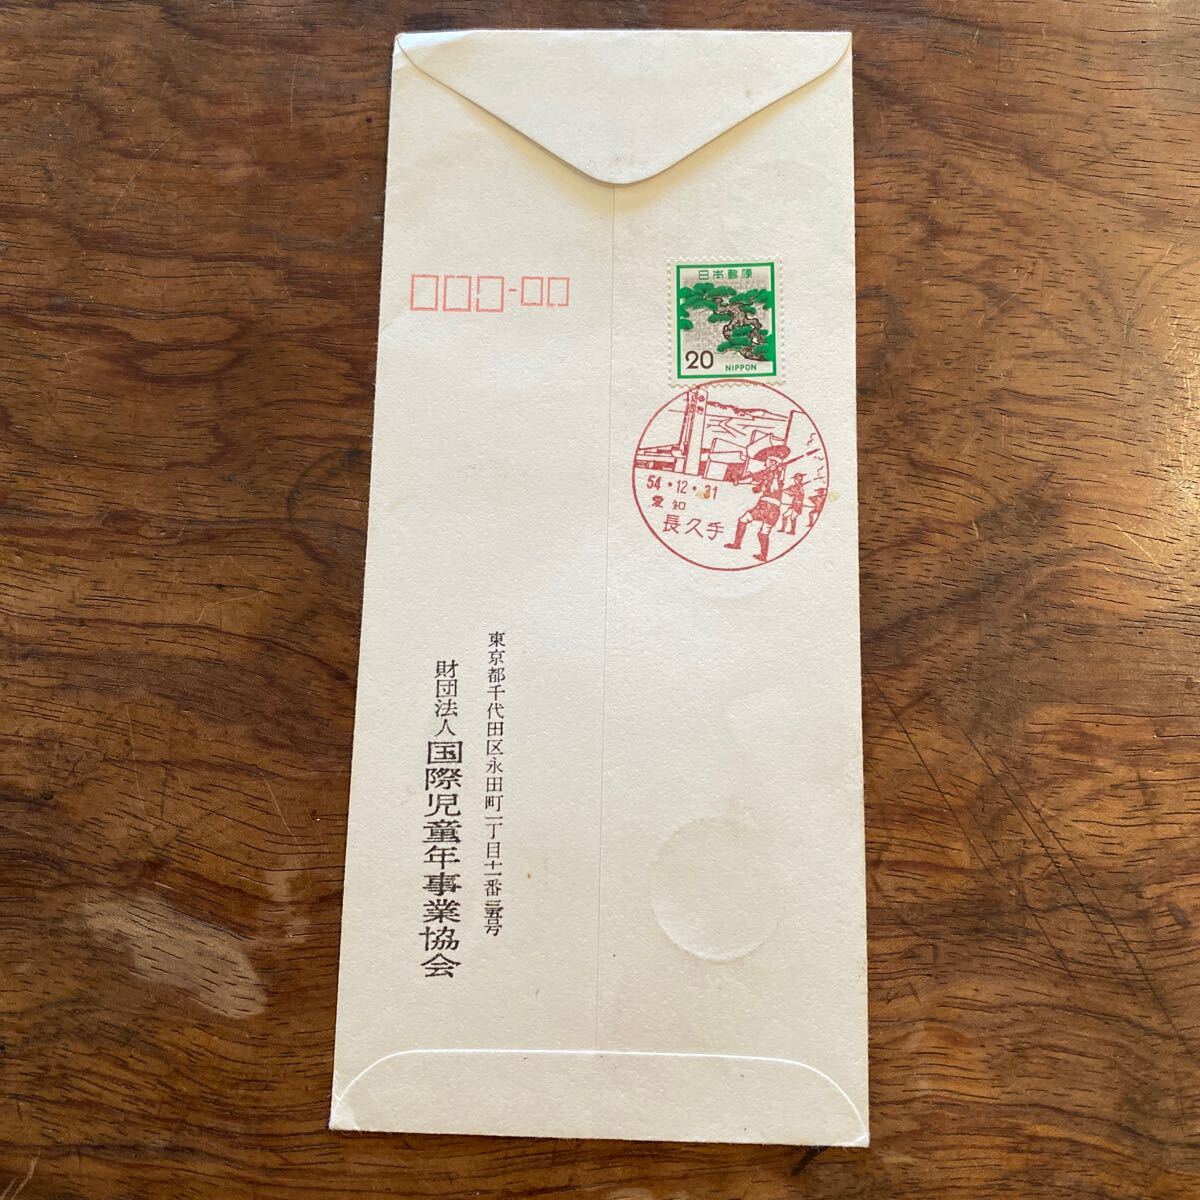 日本郵便
20
NIPPON
54・12・31
愛知
長久手
東京都千代田区永田町一丁目十一番三五号
財団法人国際児童年事業協会